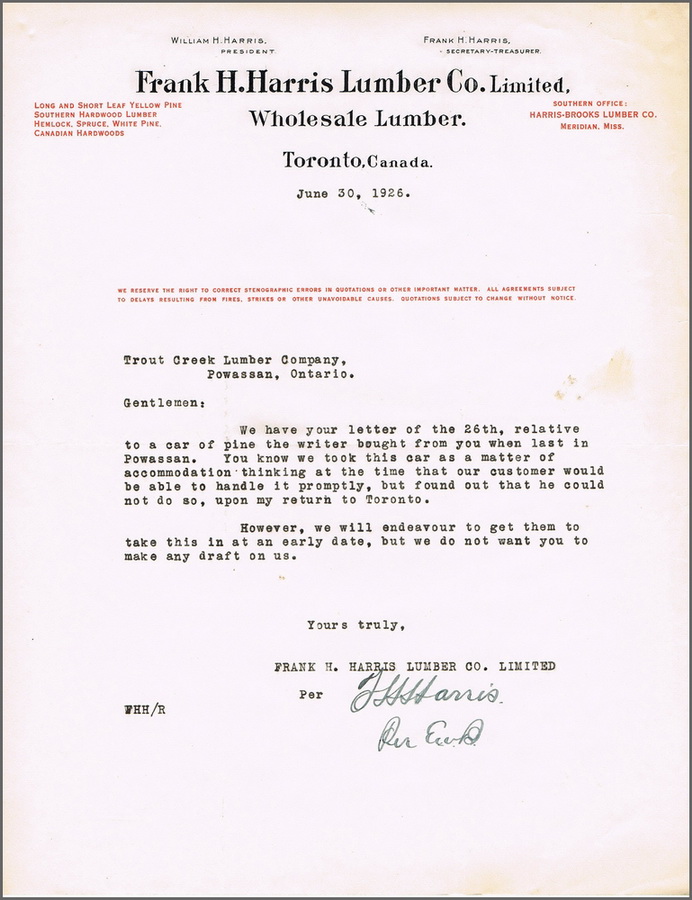 WILLIAM H. HARRIS,
PRESIDENT
FRANK H. HARRIS,
SECRETARY-TREASURER.
Frank H. Harris Lumber Co. Limited,
Wholesale Lumber.
Toronto, Canada.
LONG AND SHORT LEAF YELLOW PINE
SOUTHERN HARDWOOD LUMBER
HEMLOCK, SPRUCE, WHITE PINE.
CANADIAN HARDWOODS
SOUTHERN OFFICE:
HARRIS-BROOKS LUMBER CO.
MERIDIAN, MISS.
June 30, 1926.
WE RESERVE THE RIGHT TO CORRECT STENOGRAPHIC ERRORS IN QUOTATIONS OR OTHER IMPORTANT MATTER. ALL AGREEMENTS SUBJECT
TO DELAYS RESULTING FROM FIRES, STRIKES OR OTHER UNAVOIDABLE CAUSES. QUOTATIONS SUBJECT TO CHANGE WITHOUT NOTICE.
Trout Creek Lumber Company,
Powassan, Ontario.
Gentlemen:
We have your letter of the 26th, relative
to a car of pine the writer bought from you when last in
Powassan. You know we took this car as a matter of
accommodation thinking at the time that our customer would
be able to handle it promptly, but found out that he could
not do so, upon my return to Toronto.
However, we will endeavour to get them to
take this in at an early date, but we do not want you to
make any draft on us.
Yours truly,
FRANK H. HARRIS LUMBER CO. LIMITED
Per FHHarris.
Per
FHH/R